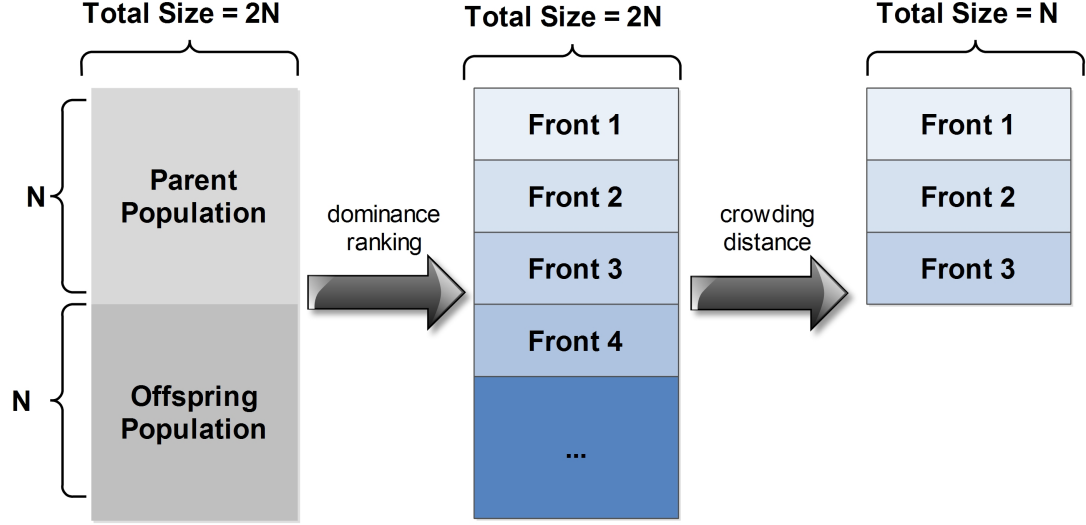 Total Size = 2N
N
Parent
Population
N
Offspring
Population
dominance
ranking
Total Size = 2N
Front 1
Front 2
Front 3
Front 4
...
crowding
distance
Total Size = N
Front 1
Front 2
Front 3